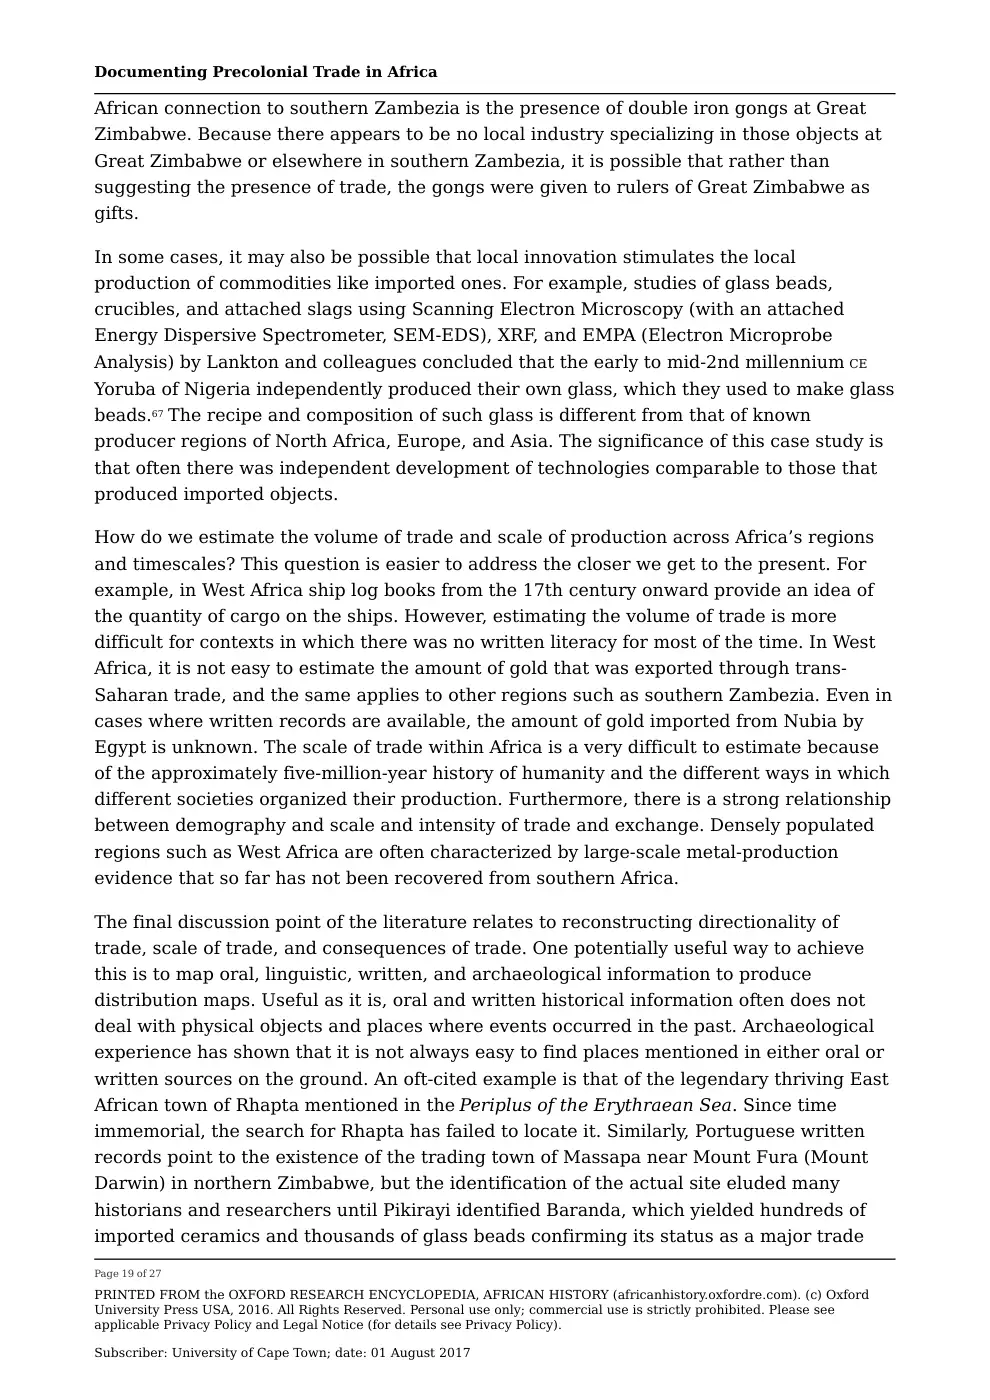 Documenting Precolonial Trade in Africa
African connection to southern Zambezia is the presence of double iron gongs at Great
Zimbabwe. Because there appears to be no local industry specializing in those objects at
Great Zimbabwe or elsewhere in southern Zambezia, it is possible that rather than
suggesting the presence of trade, the gongs were given to rulers of Great Zimbabwe as
gifts.
In some cases, it may also be possible that local innovation stimulates the local
production of commodities like imported ones. For example, studies of glass beads,
crucibles, and attached slags using Scanning Electron Microscopy (with an attached
Energy Dispersive Spectrometer, SEM-EDS), XRF, and EMPA (Electron Microprobe
Analysis) by Lankton and colleagues concluded that the early to mid-2nd millennium CE
Yoruba of Nigeria independently produced their own glass, which they used to make glass
beads.67 The recipe and composition of such glass is different from that of known
producer regions of North Africa, Europe, and Asia. The significance of this case study is
that often there was independent development of technologies comparable to those that
produced imported objects.
How do we estimate the volume of trade and scale of production across Africa’s regions
and timescales? This question is easier to address the closer we get to the present. For
example, in West Africa ship log books from the 17th century onward provide an idea of
the quantity of cargo on the ships. However, estimating the volume of trade is more
difficult for contexts in which there was no written literacy for most of the time. In West
Africa, it is not easy to estimate the amount of gold that was exported through trans-
Saharan trade, and the same applies to other regions such as southern Zambezia. Even in
cases where written records are available, the amount of gold imported from Nubia by
Egypt is unknown. The scale of trade within Africa is a very difficult to estimate because
of the approximately five-million-year history of humanity and the different ways in which
different societies organized their production. Furthermore, there is a strong relationship
between demography and scale and intensity of trade and exchange. Densely populated
regions such as West Africa are often characterized by large-scale metal-production
evidence that so far has not been recovered from southern Africa.
The final discussion point of the literature relates to reconstructing directionality of
trade, scale of trade, and consequences of trade. One potentially useful way to achieve
this is to map oral, linguistic, written, and archaeological information to produce
distribution maps. Useful as it is, oral and written historical information often does not
deal with physical objects and places where events occurred in the past. Archaeological
experience has shown that it is not always easy to find places mentioned in either oral or
written sources on the ground. An oft-cited example is that of the legendary thriving East
African town of Rhapta mentioned in the Periplus of the Erythraean Sea. Since time
immemorial, the search for Rhapta has failed to locate it. Similarly, Portuguese written
records point to the existence of the trading town of Massapa near Mount Fura (Mount
Darwin) in northern Zimbabwe, but the identification of the actual site eluded many
historians and researchers until Pikirayi identified Baranda, which yielded hundreds of
imported ceramics and thousands of glass beads confirming its status as a major trade
Page 19 of 27
PRINTED FROM the OXFORD RESEARCH ENCYCLOPEDIA, AFRICAN HISTORY (africanhistory.oxfordre.com). (c) Oxford
University Press USA, 2016. All Rights Reserved. Personal use only; commercial use is strictly prohibited. Please see
applicable Privacy Policy and Legal Notice (for details see Privacy Policy).
Subscriber: University of Cape Town; date: 01 August 2017